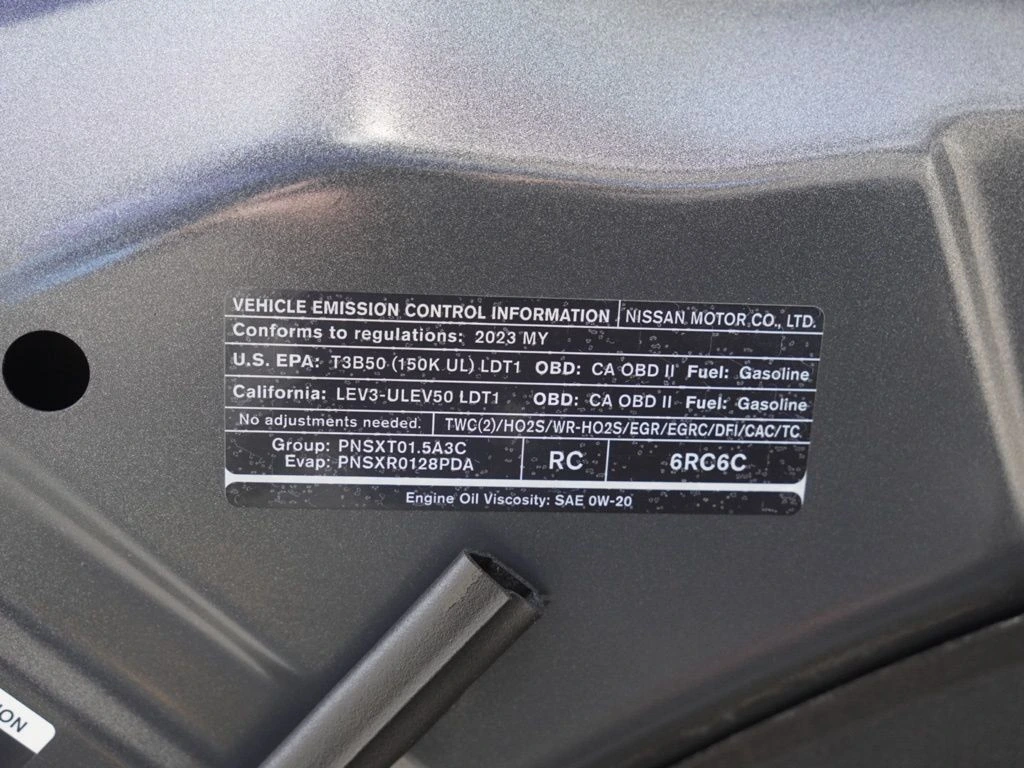 VEHICLE EMISSION CONTROL INFORMATION NISSAN MOTOR CO., LTD.
Conforms to regulations: 2023 MY
U.S. EPA: T3B50 (150K UL) LDT1 OBD: CA OBD II Fuel: Gasoline
California: LEV3-ULEV50 LDT1 OBD: CA OBD II Fuel: Gasoline
No adjustments needed. TWC(2)/HO2S/WR-HO2S/EGR/EGRC/DFI/CAC/TC
Group: PNSXT01.5A3C
Evap: PNSXR0128PDA
RC
6RC6C
Engine Oil Viscosity: SAE 0W-20